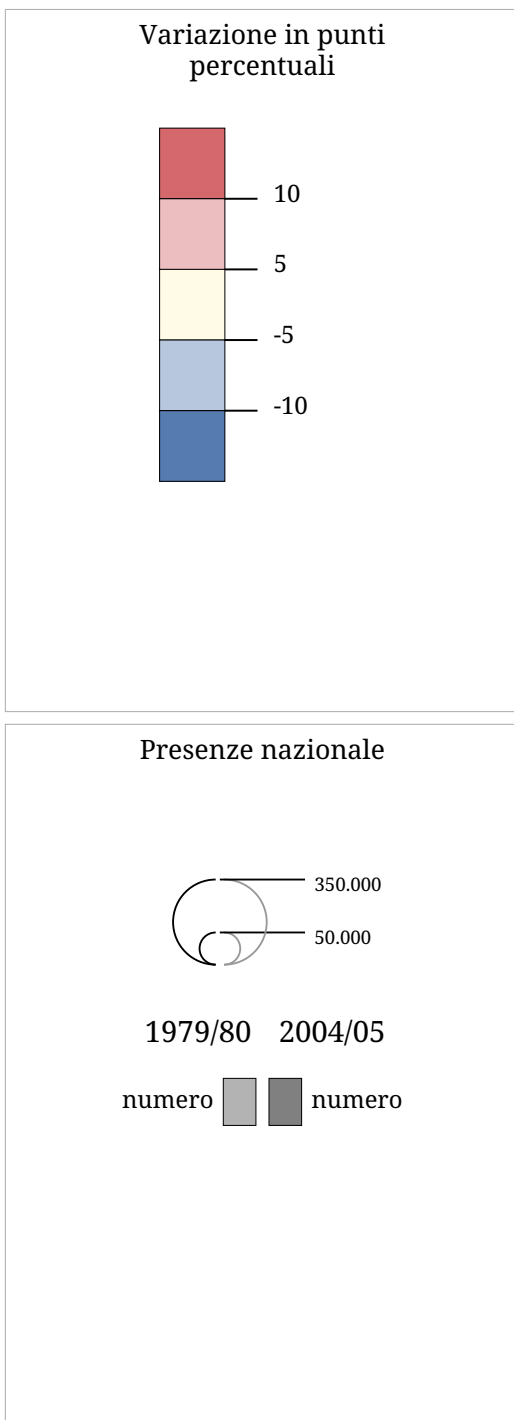 Variazione in punti
percentuali
10
5
-5
-10
Presenze nazionale
350.000
50.000
1979/80 2004/05
numero numero